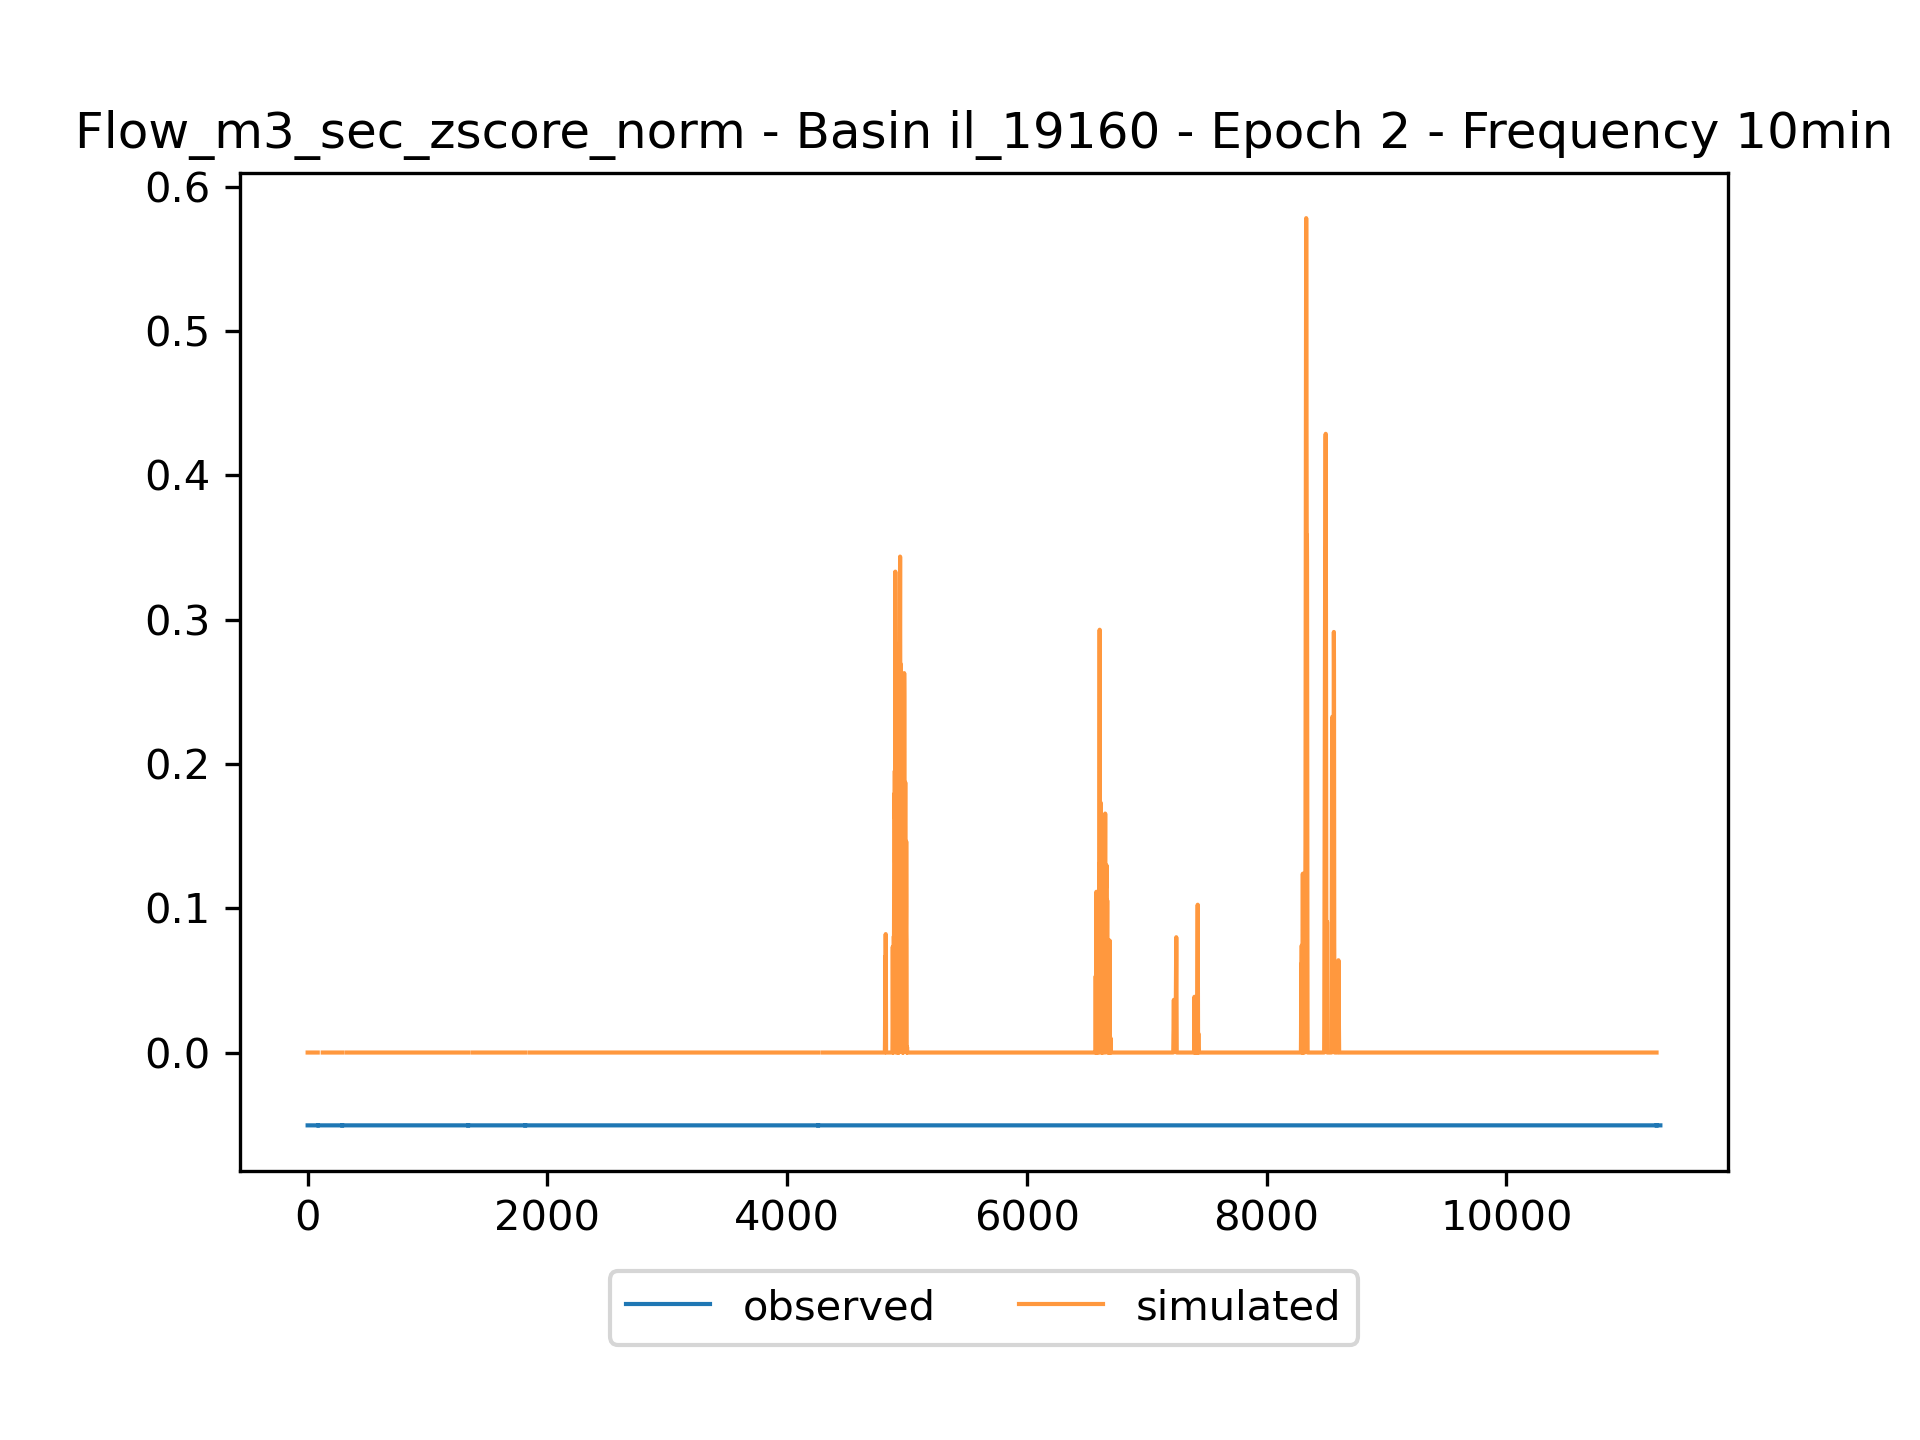 Flow_m3_sec_zscore_norm - Basin il_19160 - Epoch 2 - Frequency 10min
0.6
0.5
0.4
0.3
0.2
0.1
0.0
0 2000 4000 6000 8000 10000
observed simulated